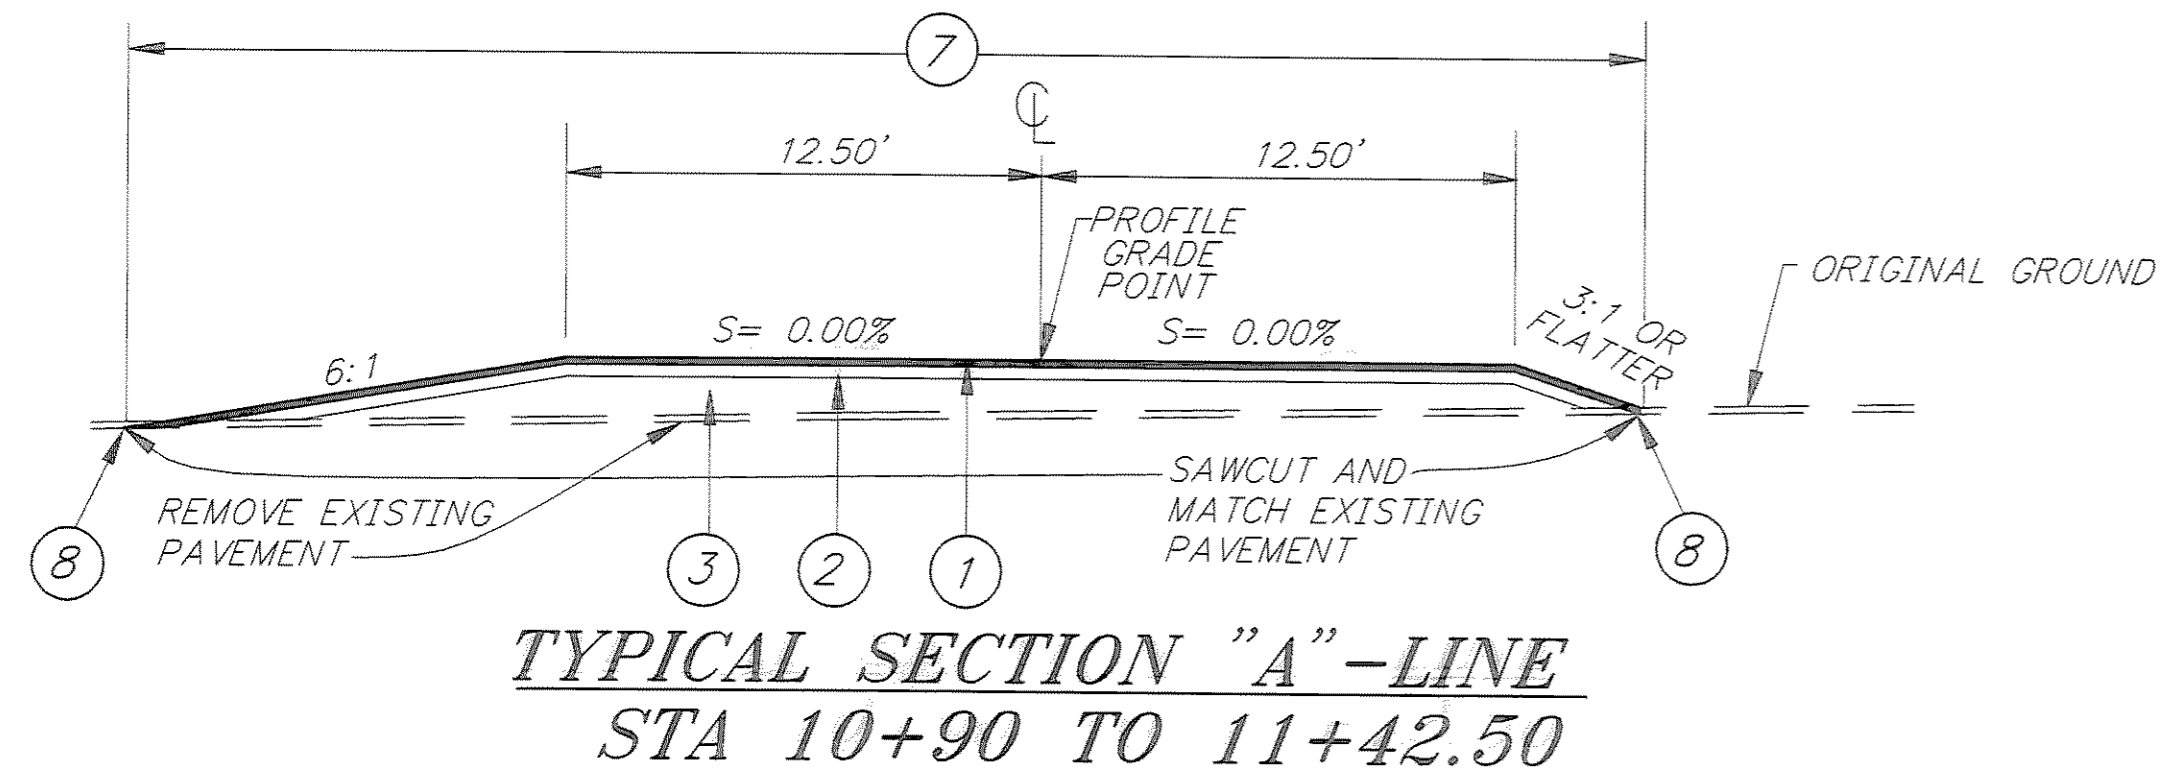 7
℄
12.50' 12.50'
PROFILE
GRADE
POINT
ORIGINAL GROUND
S= 0.00% S= 0.00%
3:1 OR
FLATTER
6:1
REMOVE EXISTING
PAVEMENT
SAWCUT AND
MATCH EXISTING
PAVEMENT
8 3 2 1 8
TYPICAL SECTION "A"-LINE
STA 10+90 TO 11+42.50